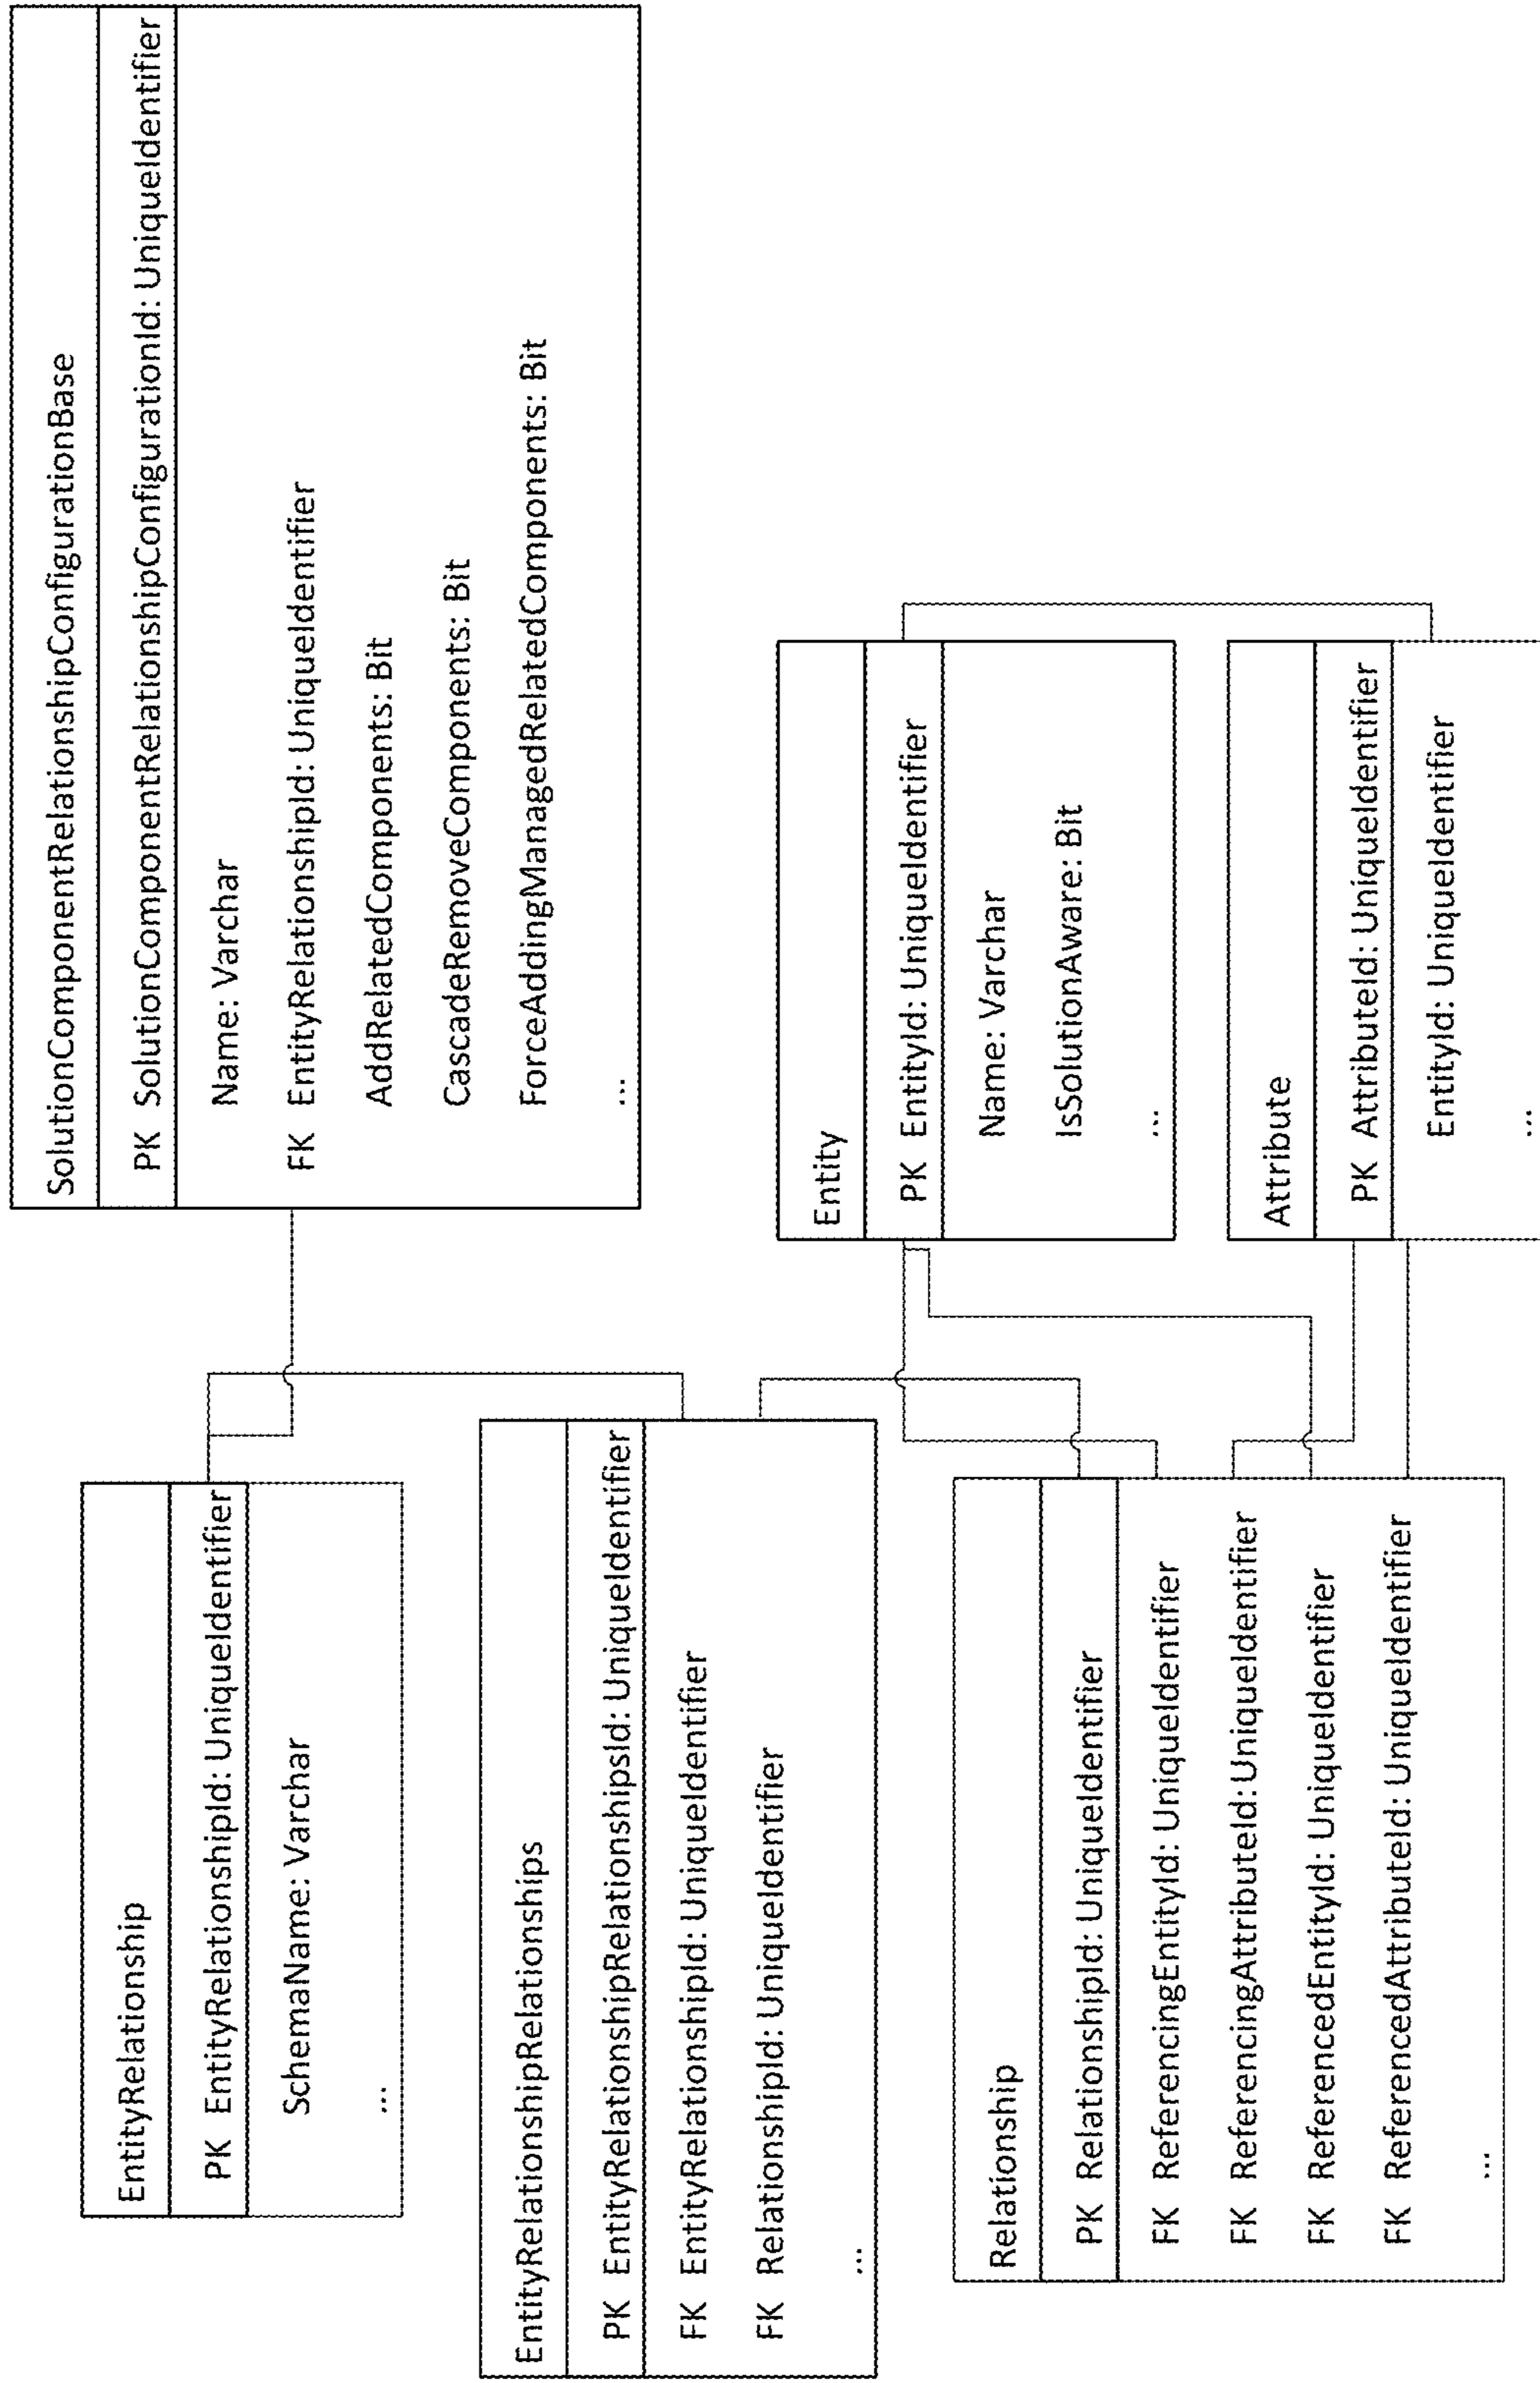 EntityRelationship
PK EntityRelationshipId: UniqueIdentifier
SchemaName: Varchar
...
SolutionComponentRelationshipConfigurationBase
PK SolutionComponentRelationshipConfigurationId: UniqueIdentifier
Name: Varchar
FK EntityRelationshipId: UniqueIdentifier
AddRelatedComponents: Bit
CascadeRemoveComponents: Bit
ForceAddingManagedRelatedComponents: Bit
...
EntityRelationshipRelationships
PK EntityRelationshipRelationshipsId: UniqueIdentifier
FK EntityRelationshipId: UniqueIdentifier
FK RelationshipId: UniqueIdentifier
...
Entity
PK EntityId: UniqueIdentifier
Name: Varchar
IsSolutionAware: Bit
...
Relationship
PK RelationshipId: UniqueIdentifier
FK ReferencingEntityId: UniqueIdentifier
FK ReferencingAttributeId:UniqueIdentifier
FK ReferencedEntityId: UniqueIdentifier
FK ReferencedAttributeId: UniqueIdentifier
...
Attribute
PK AttributeId: UniqueIdentifier
EntityId: UniqueIdentifier
...